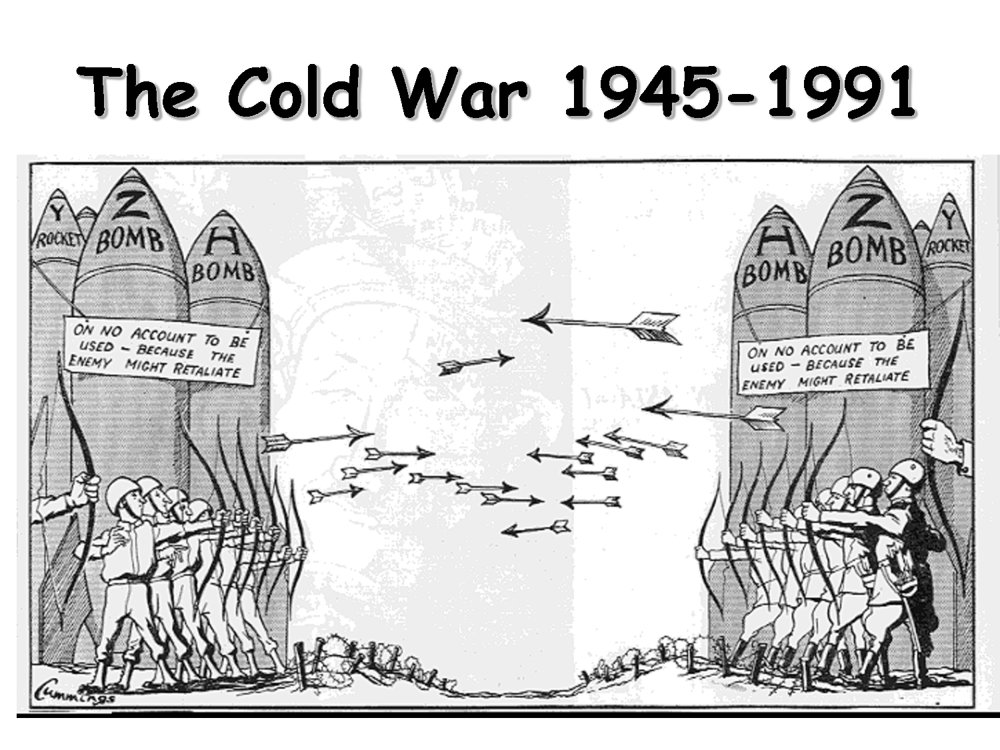 The Cold War 1945-1991
Y
ROCKET
Z
BOMB
H
BOMB
ON NO ACCOUNT TO BE
USED - BECAUSE THE
ENEMY MIGHT RETALIATE
H
BOMB
Z
BOMB
Y
ROCKET
ON NO ACCOUNT TO BE
USED - BECAUSE THE
ENEMY MIGHT RETALIATE
Cummings